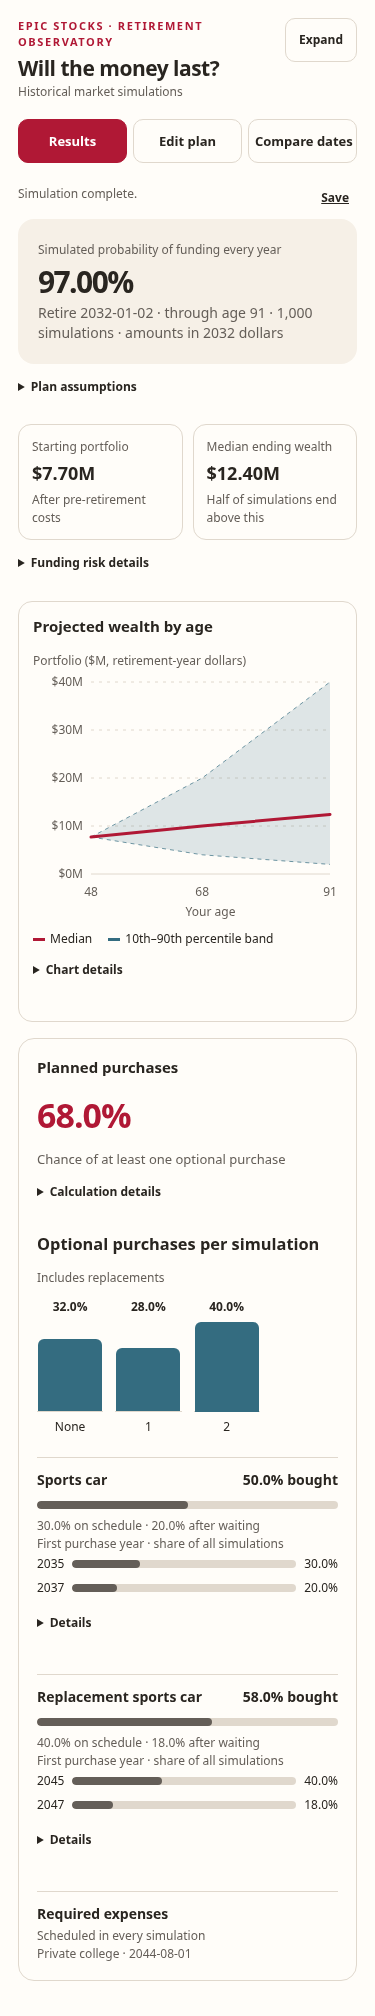 EPIC STOCKS · RETIREMENT
OBSERVATORY
Will the money last?
Historical market simulations
Expand
Results
Edit plan
Compare dates
Simulation complete.
Save
Simulated probability of funding every year
97.00%
Retire 2032-01-02 · through age 91 · 1,000
simulations · amounts in 2032 dollars
Plan assumptions
Starting portfolio
$7.70M
After pre-retirement
costs
Median ending wealth
$12.40M
Half of simulations end
above this
Funding risk details
Projected wealth by age
Portfolio ($M, retirement-year dollars)
$40M
$30M
$20M
$10M
$0M
48 68 91
Your age
Median 10th–90th percentile band
Chart details
Planned purchases
68.0%
Chance of at least one optional purchase
Calculation details
Optional purchases per simulation
Includes replacements
32.0% 28.0% 40.0%
None 1 2
Sports car 50.0% bought
30.0% on schedule · 20.0% after waiting
First purchase year · share of all simulations
2035 30.0%
2037 20.0%
Details
Replacement sports car 58.0% bought
40.0% on schedule · 18.0% after waiting
First purchase year · share of all simulations
2045 40.0%
2047 18.0%
Details
Required expenses
Scheduled in every simulation
Private college · 2044-08-01